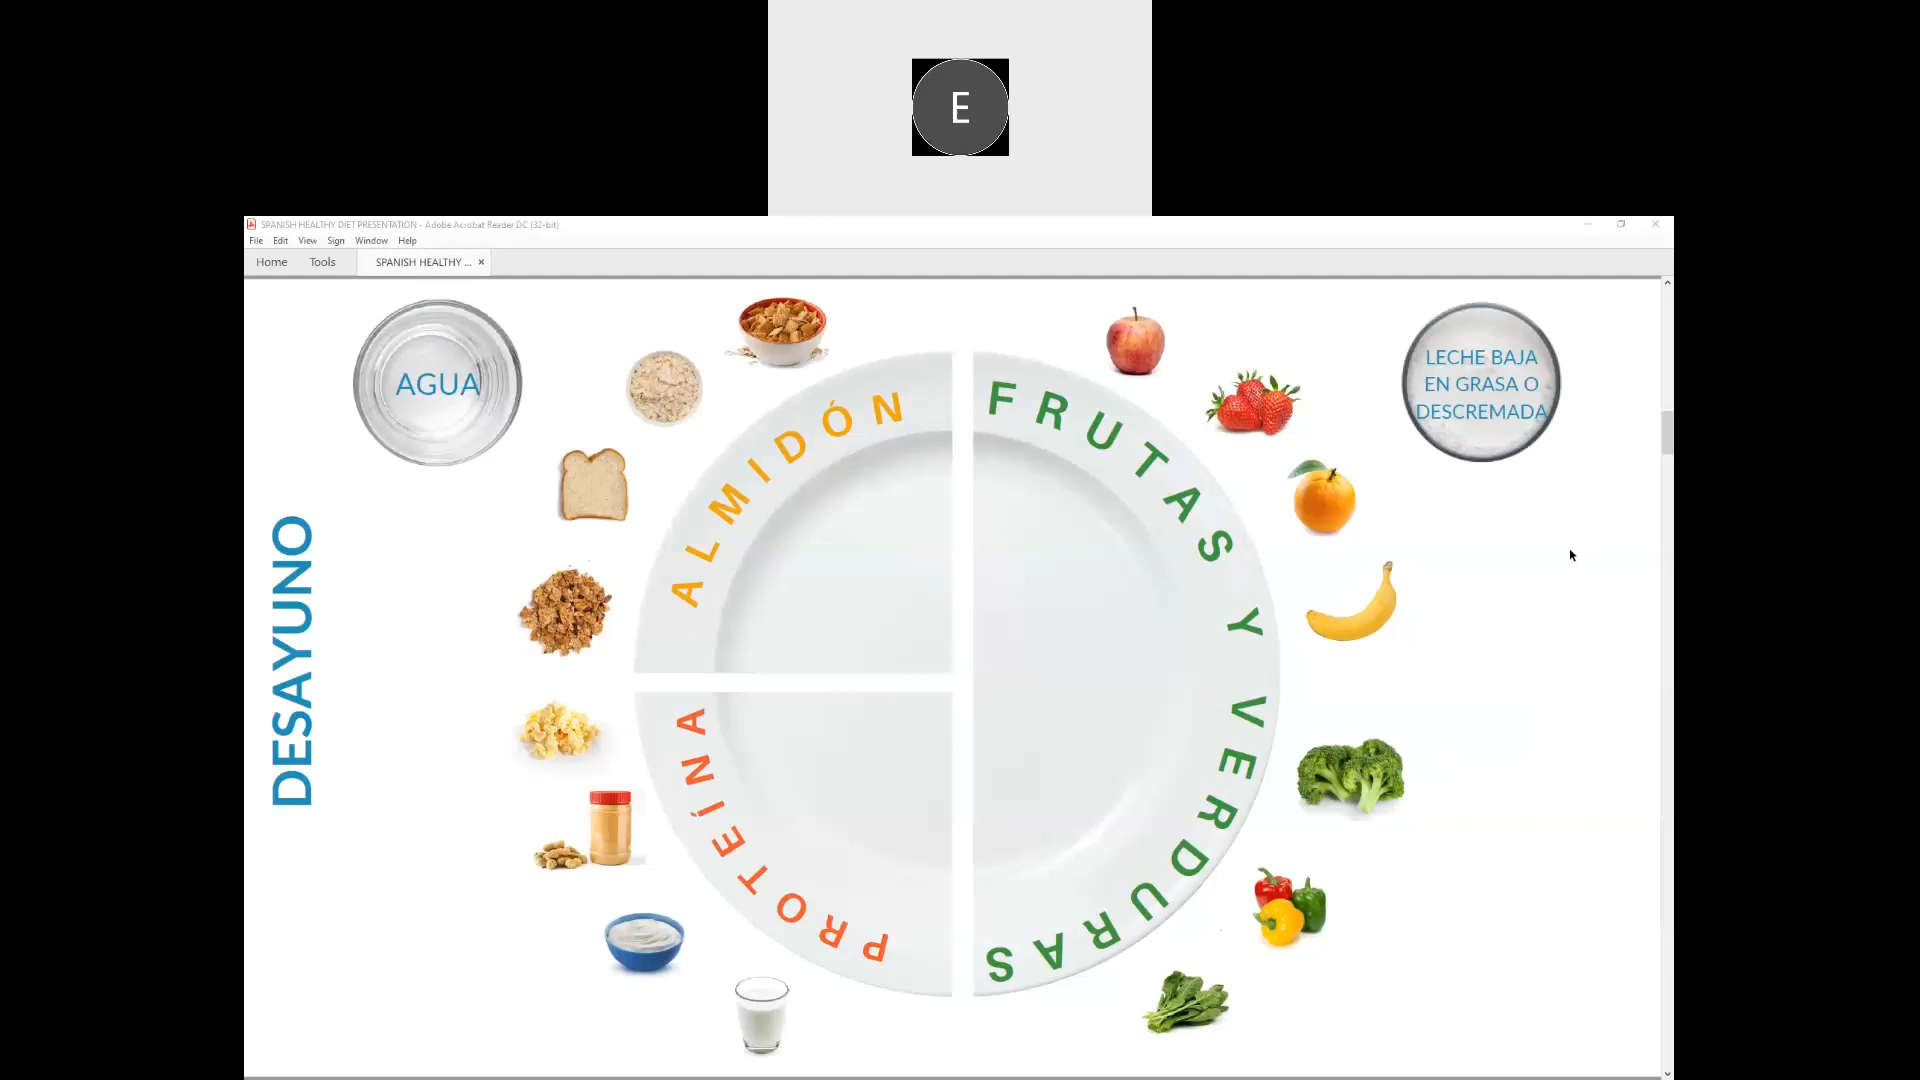 E
SPANISH HEALTHY DIET PRESENTATION - Adobe Acrobat Reader DC (32-bit)
File Edit View Sign Window Help
Home Tools SPANISH HEALTHY ... ×
AGUA
LECHE BAJA
EN GRASA O
DESCREMADA
DESAYUNO
ALMIDÓN
FRUTAS Y VERDURAS
PROTEÍNA